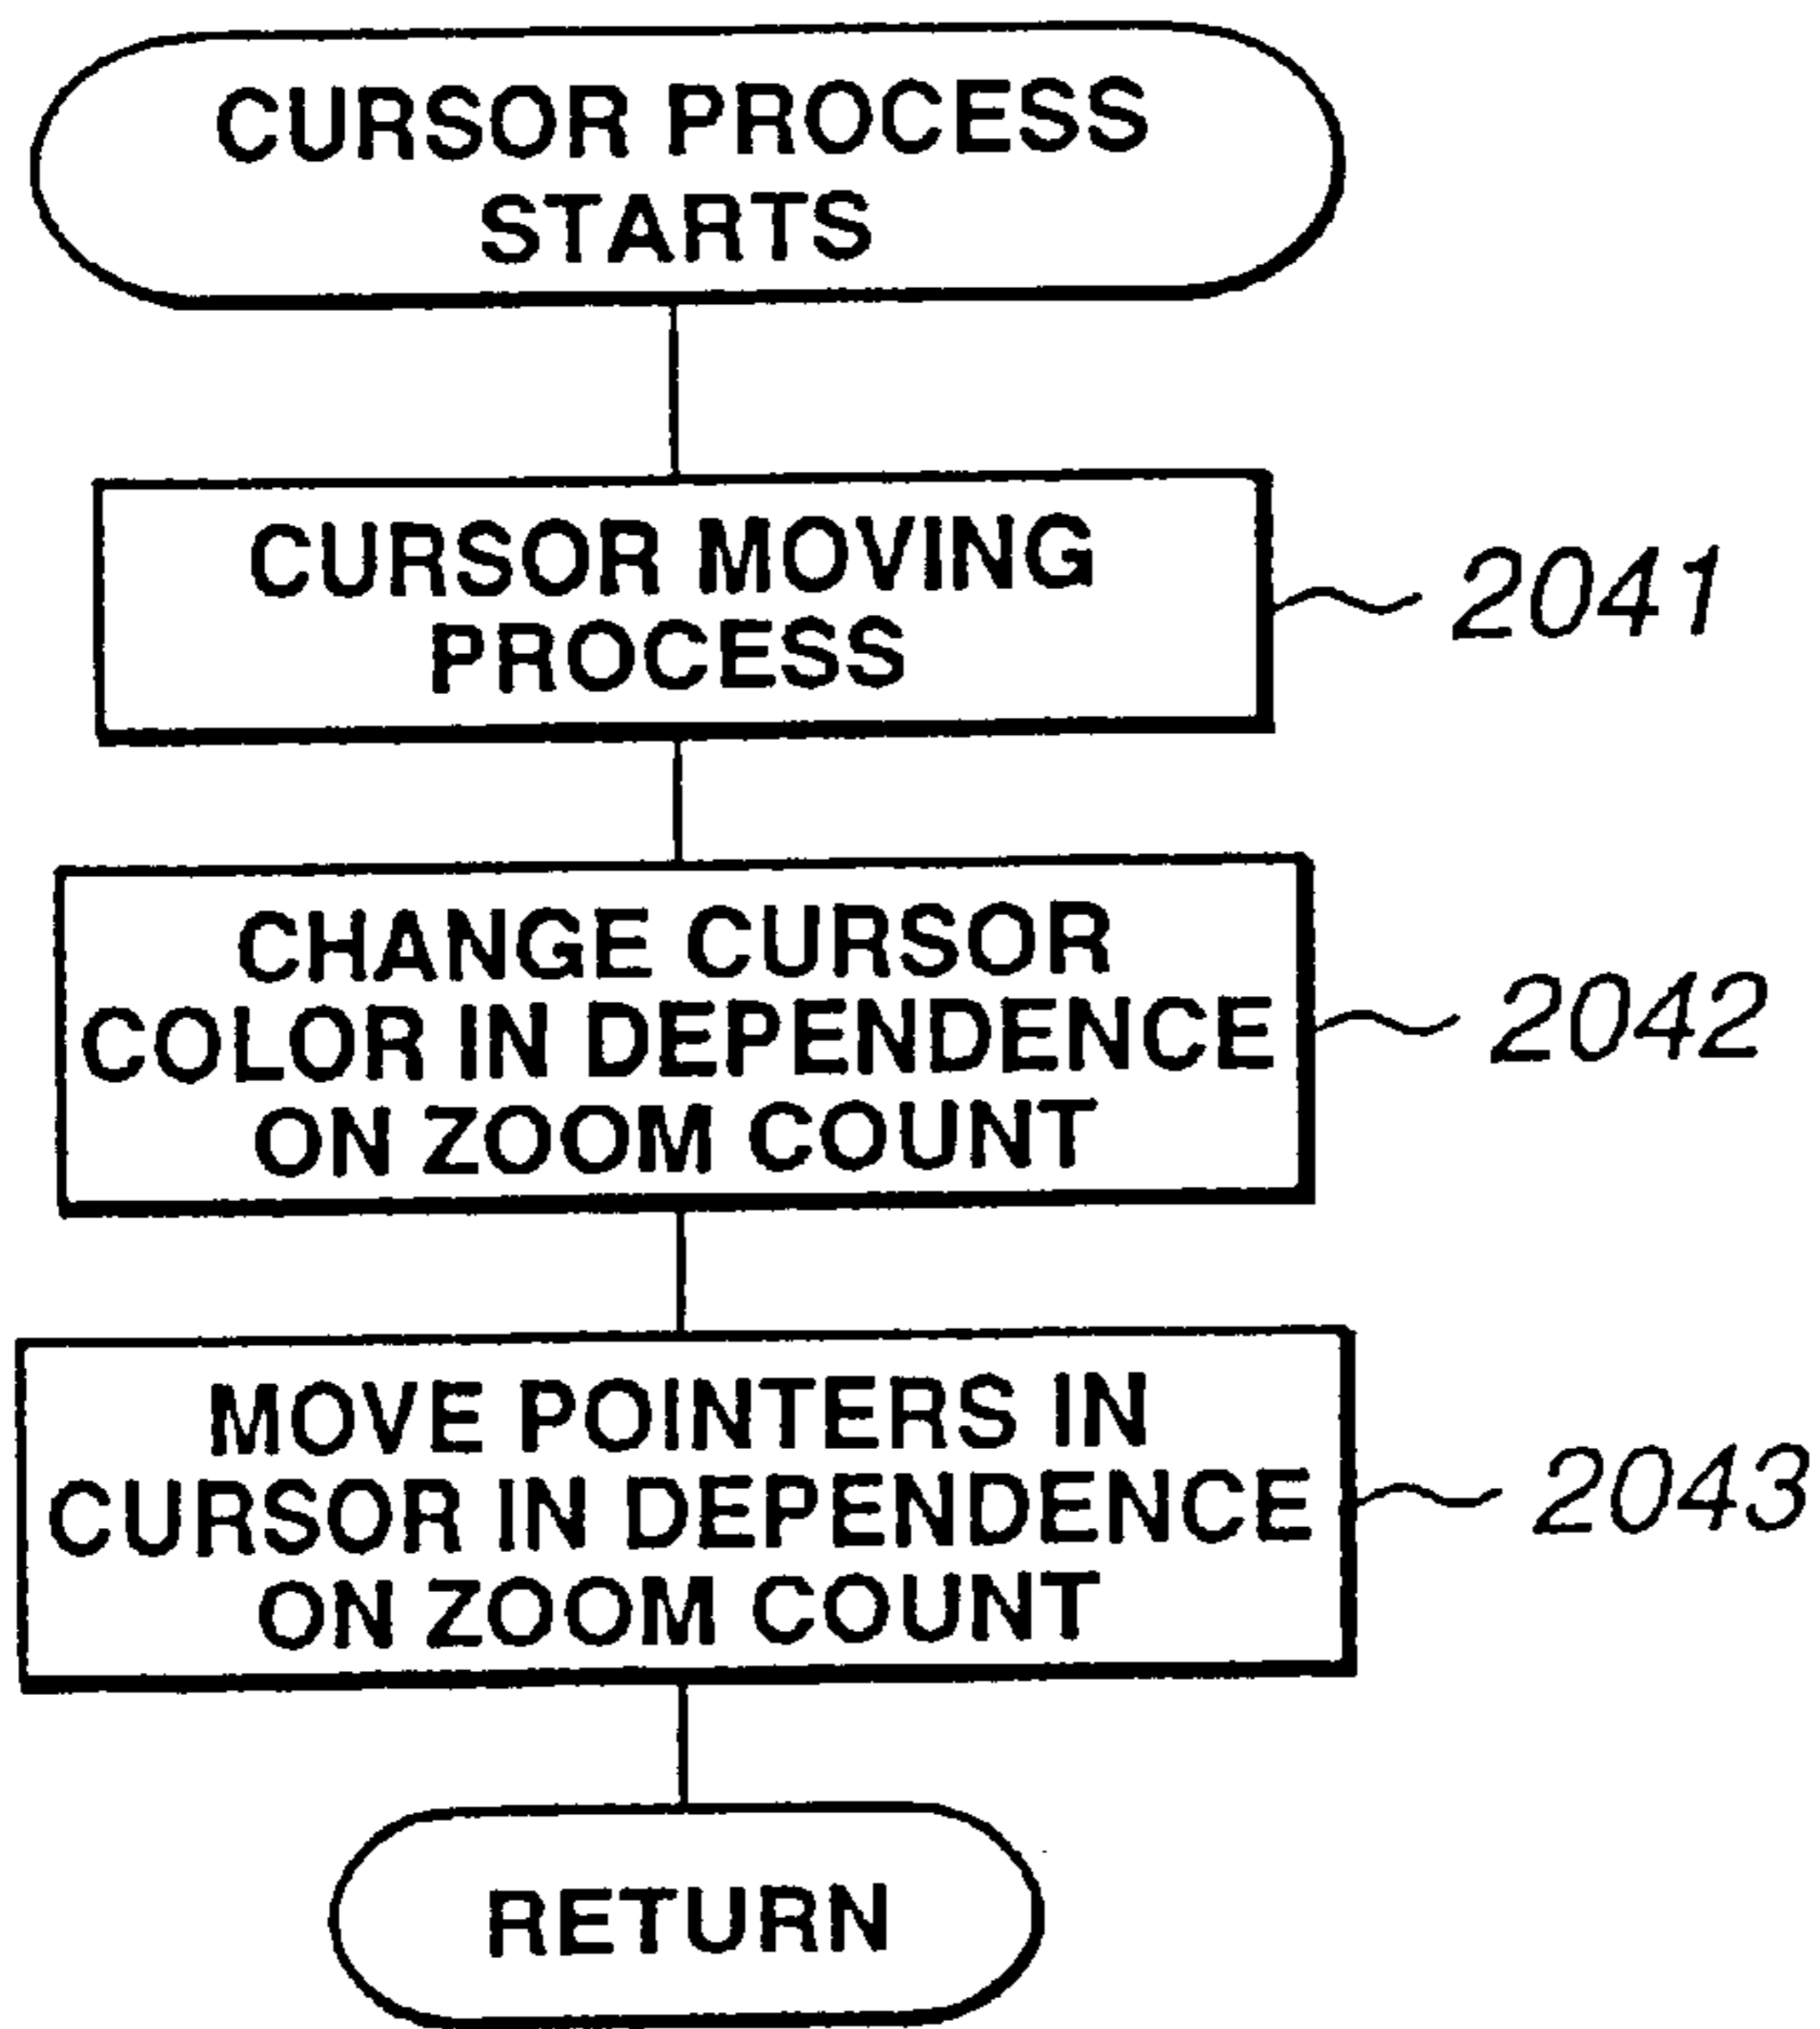 CURSOR PROCESS
STARTS
CURSOR MOVING
PROCESS
2041
CHANGE CURSOR
COLOR IN DEPENDENCE
ON ZOOM COUNT
2042
MOVE POINTERS IN
CURSOR IN DEPENDENCE
ON ZOOM COUNT
2043
RETURN